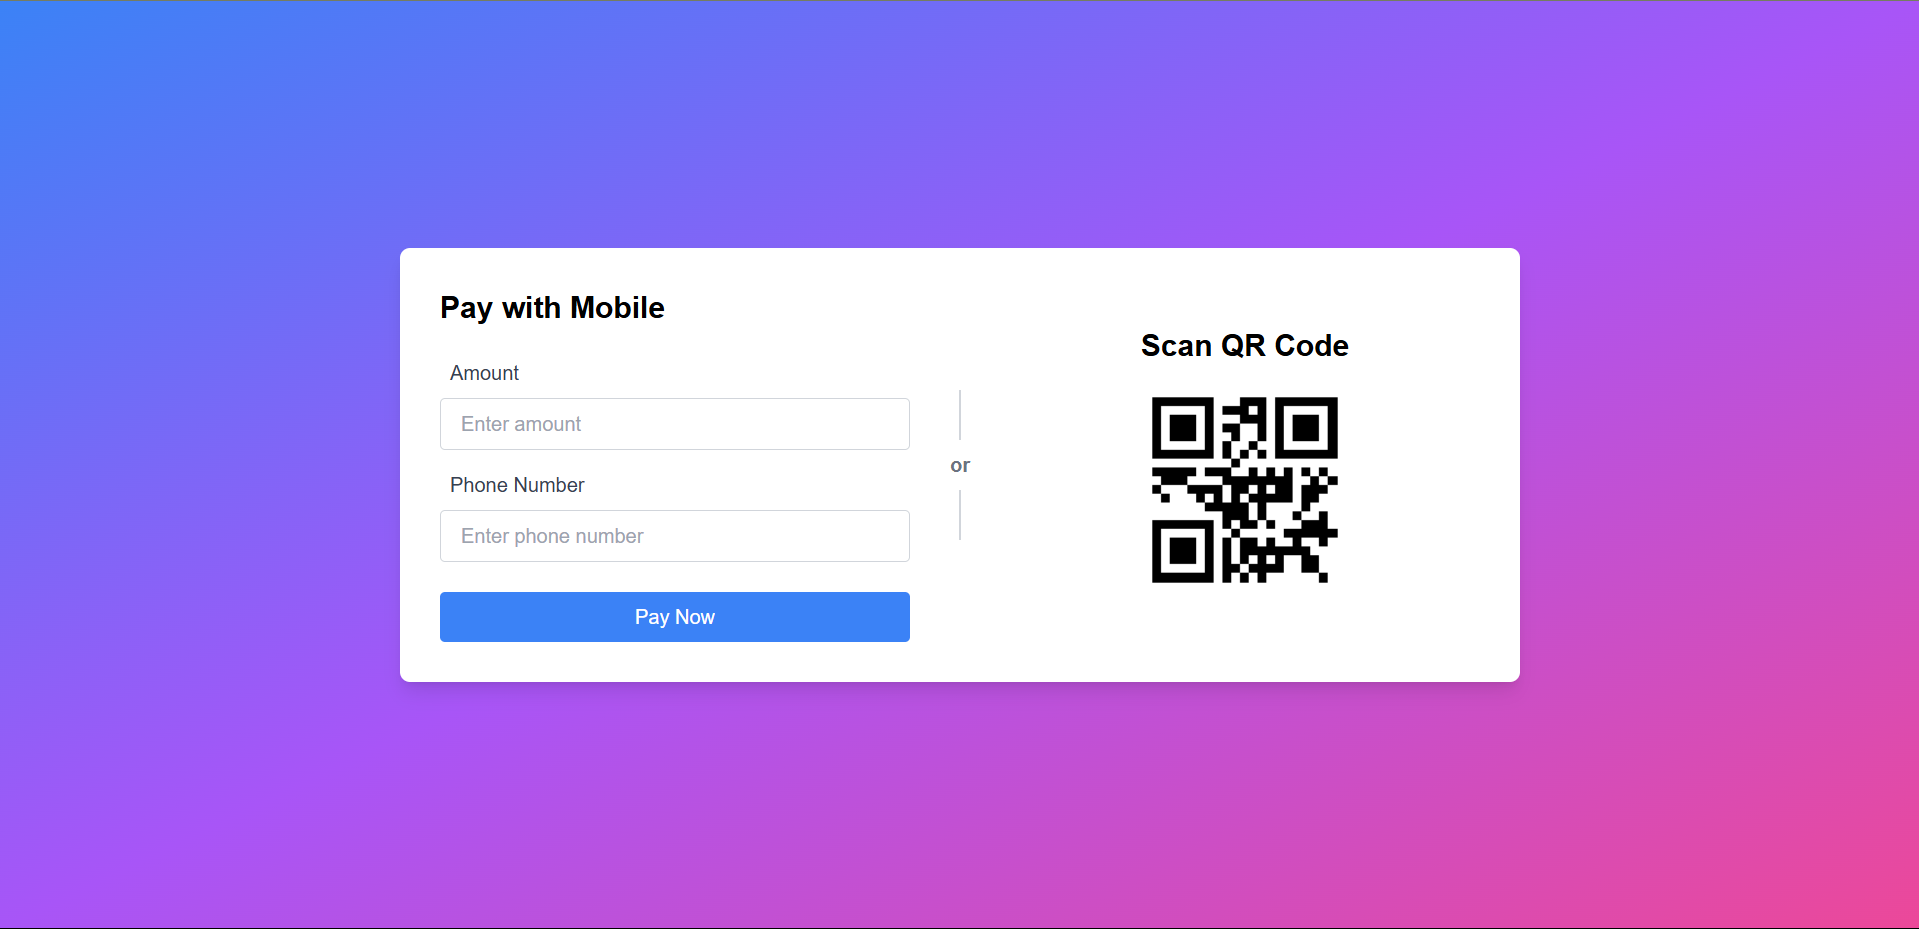 Pay with Mobile
Amount
Enter amount
Phone Number
Enter phone number
Pay Now
or
Scan QR Code